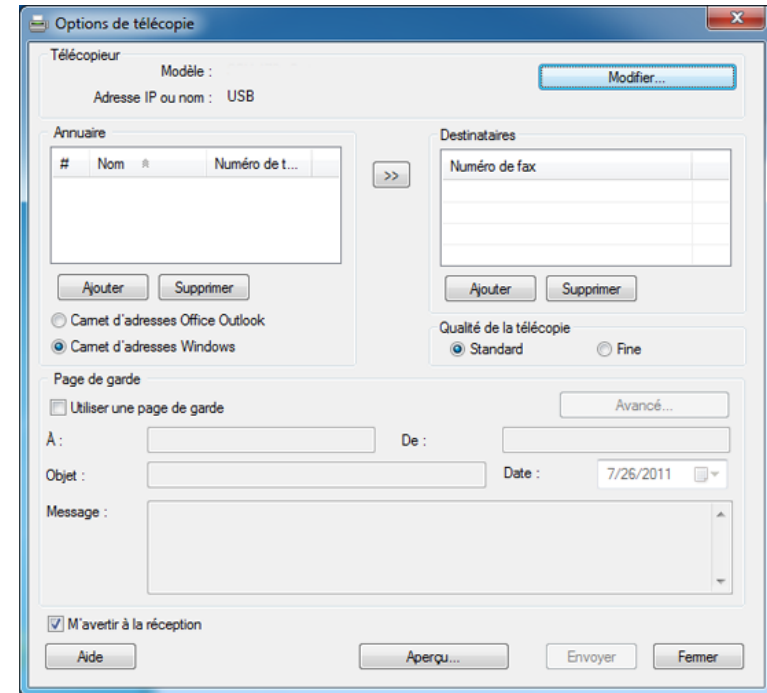 Options de télécopie
Télécopieur
Modèle :
Modifier...
Adresse IP ou nom : USB
Annuaire
# Nom Numéro de t...
Ajouter Supprimer
Carnet d'adresses Office Outlook
Carnet d'adresses Windows
>>
Destinataires
Numéro de fax
Ajouter Supprimer
Qualité de la télécopie
Standard Fine
Page de garde
Utiliser une page de garde
Avancé...
À : De :
Objet : Date : 7/26/2011
Message :
M'avertir à la réception
Aide Aperçu... Envoyer Fermer